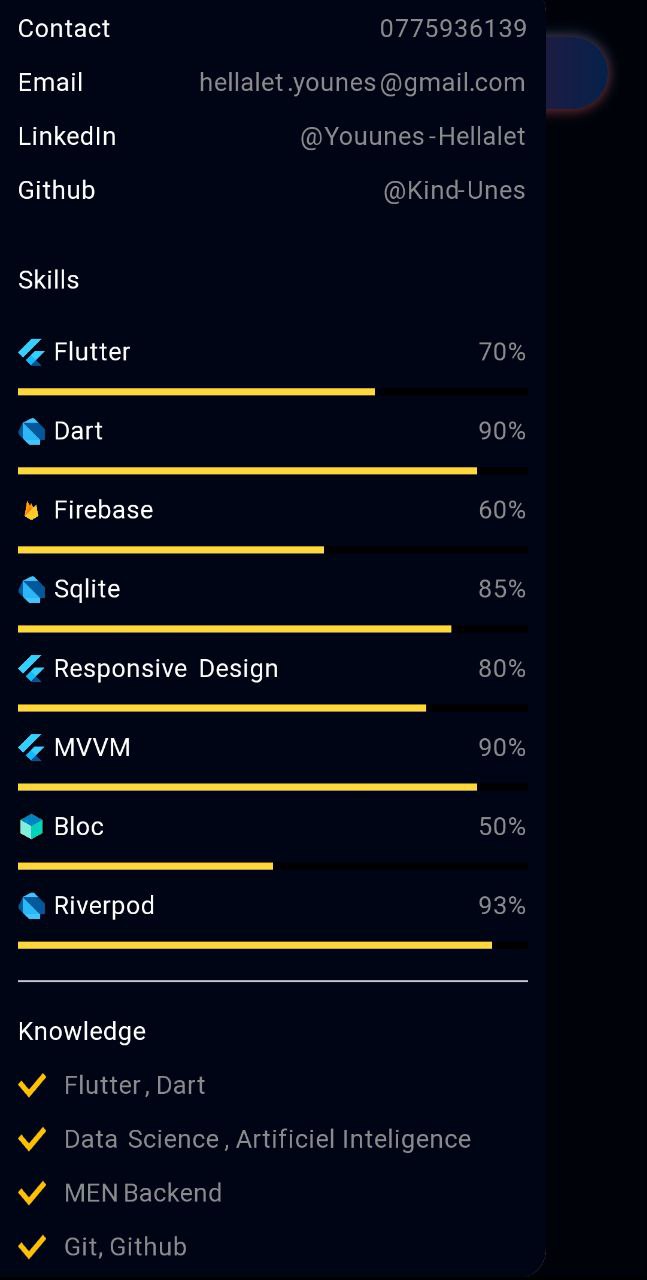 Contact 0775936139
Email hellalet.younes@gmail.com
LinkedIn @Youunes-Hellalet
Github @Kind-Unes
Skills
Flutter 70%
Dart 90%
Firebase 60%
Sqlite 85%
Responsive Design 80%
MVVM 90%
Bloc 50%
Riverpod 93%
Knowledge
Flutter, Dart
Data Science, Artificiel Inteligence
MEN Backend
Git, Github